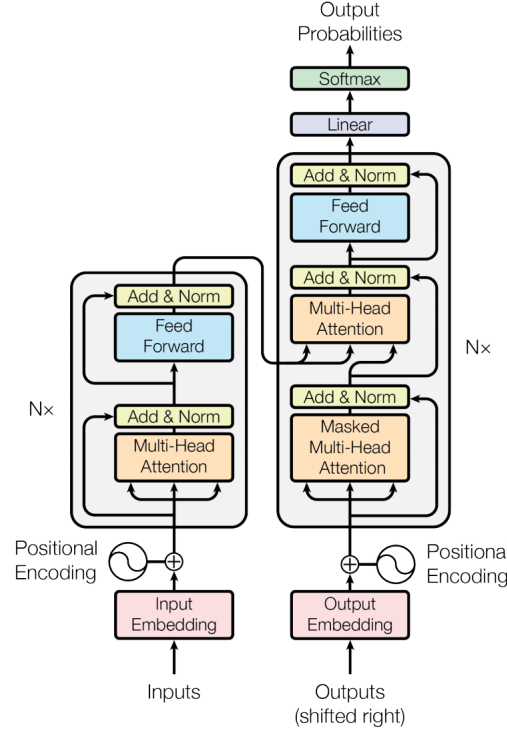 Output
Probabilities
Softmax
Linear
Add & Norm
Feed
Forward
Add & Norm
Multi-Head
Attention
Add & Norm
Masked
Multi-Head
Attention
Nx
Add & Norm
Feed
Forward
Add & Norm
Multi-Head
Attention
N×
Positional
Encoding
Positiona
Encoding
Input
Embedding
Output
Embedding
Inputs
Outputs
(shifted right)